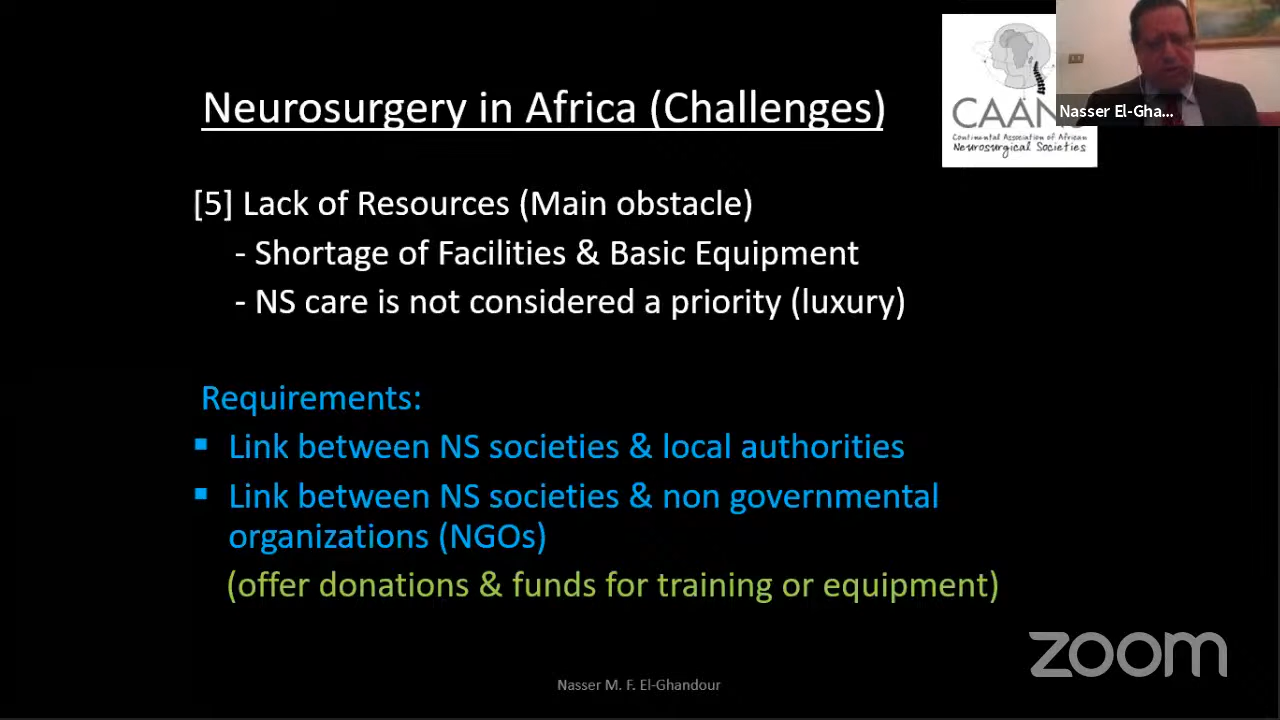 Neurosurgery in Africa (Challenges)
CAAN
Continental Association of African
Neurosurgical Societies
Nasser El-Gha...
[5] Lack of Resources (Main obstacle)
- Shortage of Facilities & Basic Equipment
- NS care is not considered a priority (luxury)
Requirements:
▪ Link between NS societies & local authorities
▪ Link between NS societies & non governmental
organizations (NGOs)
(offer donations & funds for training or equipment)
zoom
Nasser M. F. El-Ghandour